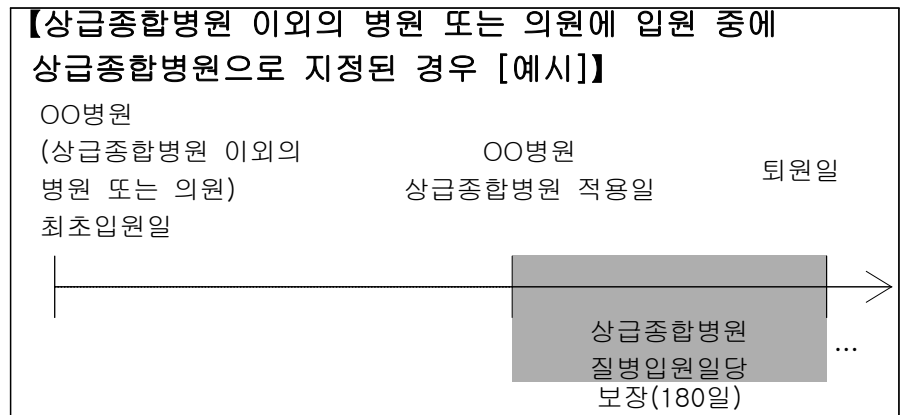 【상급종합병원 이외의 병원 또는 의원에 입원 중에
상급종합병원으로 지정된 경우 [예시]】
OO병원
(상급종합병원 이외의
병원 또는 의원)
최초입원일
OO병원
상급종합병원 적용일
퇴원일
상급종합병원
질병입원일당
보장(180일)
...